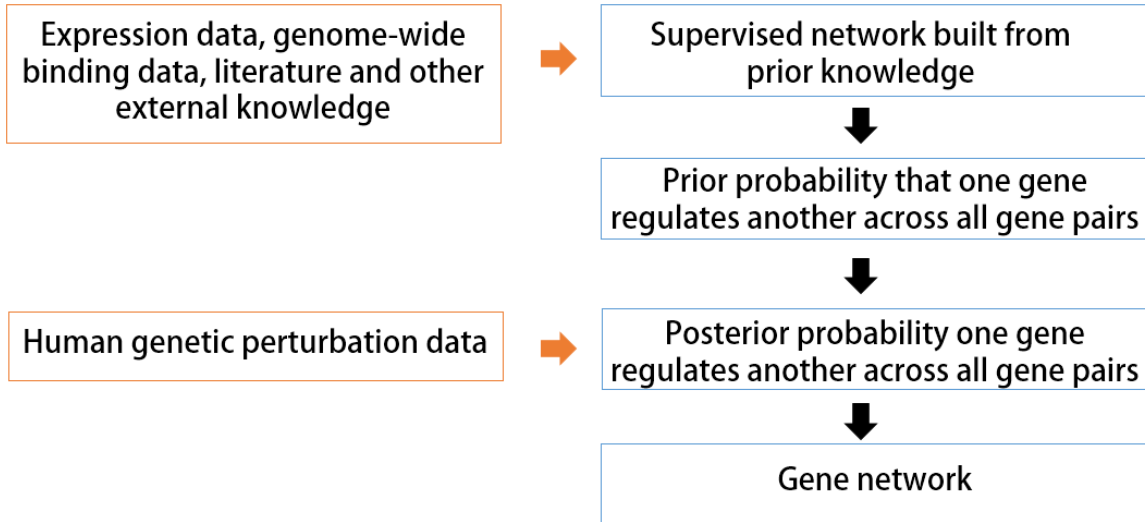 Expression data, genome-wide
binding data, literature and other
external knowledge
Supervised network built from
prior knowledge
Prior probability that one gene
regulates another across all gene pairs
Human genetic perturbation data
Posterior probability one gene
regulates another across all gene pairs
Gene network